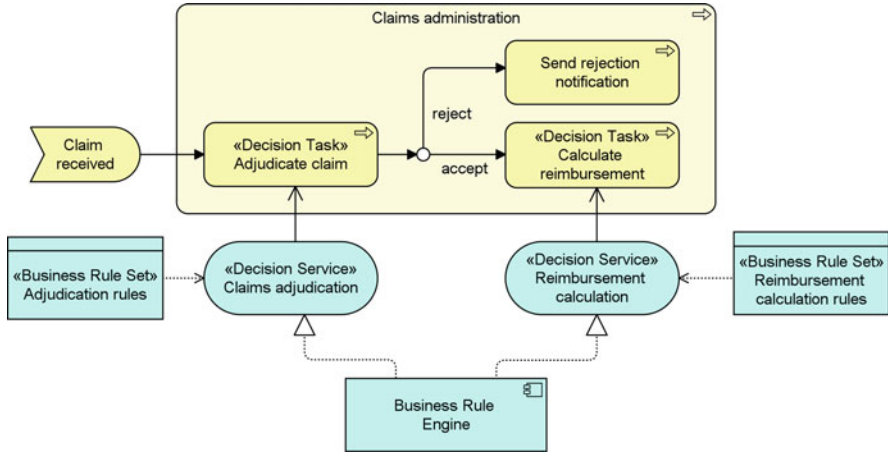 Claims administration
Send rejection
notification
reject
Claim
received
«Decision Task»
Adjudicate claim
accept
«Decision Task»
Calculate
reimbursement
«Business Rule Set»
Adjudication rules
«Decision Service»
Claims adjudication
«Decision Service»
Reimbursement
calculation
«Business Rule Set»
Reimbursement
calculation rules
Business Rule
Engine